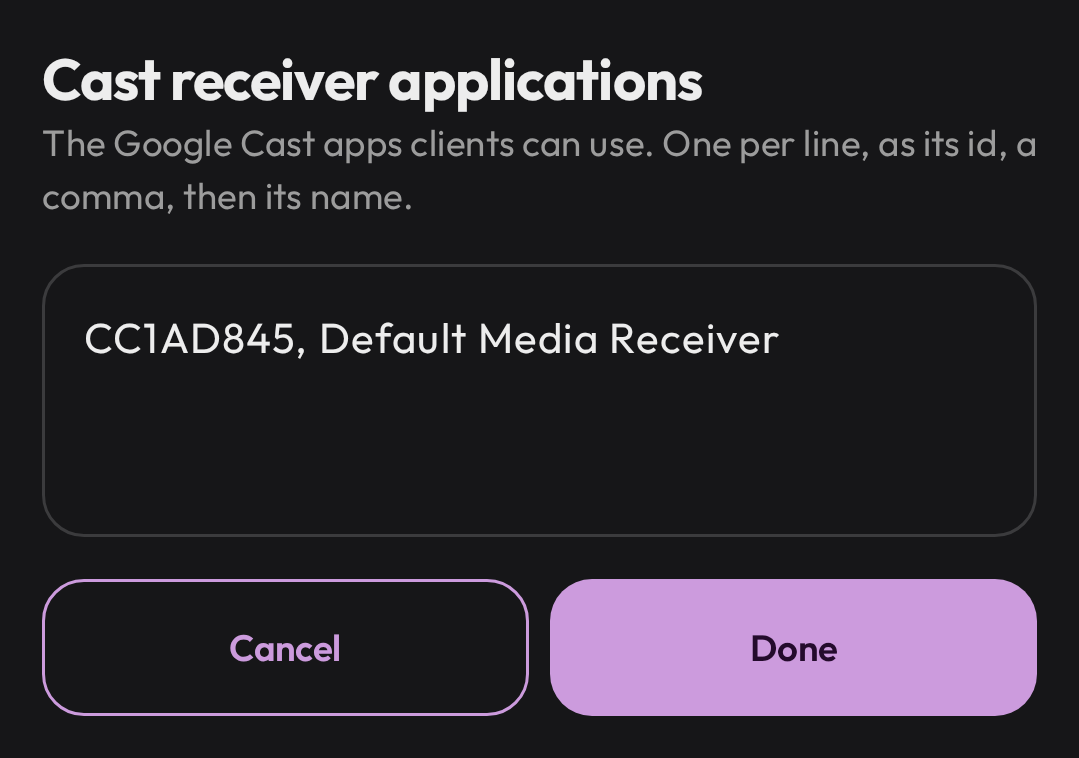 Cast receiver applications
The Google Cast apps clients can use. One per line, as its id, a
comma, then its name.
CC1AD845, Default Media Receiver
Cancel
Done